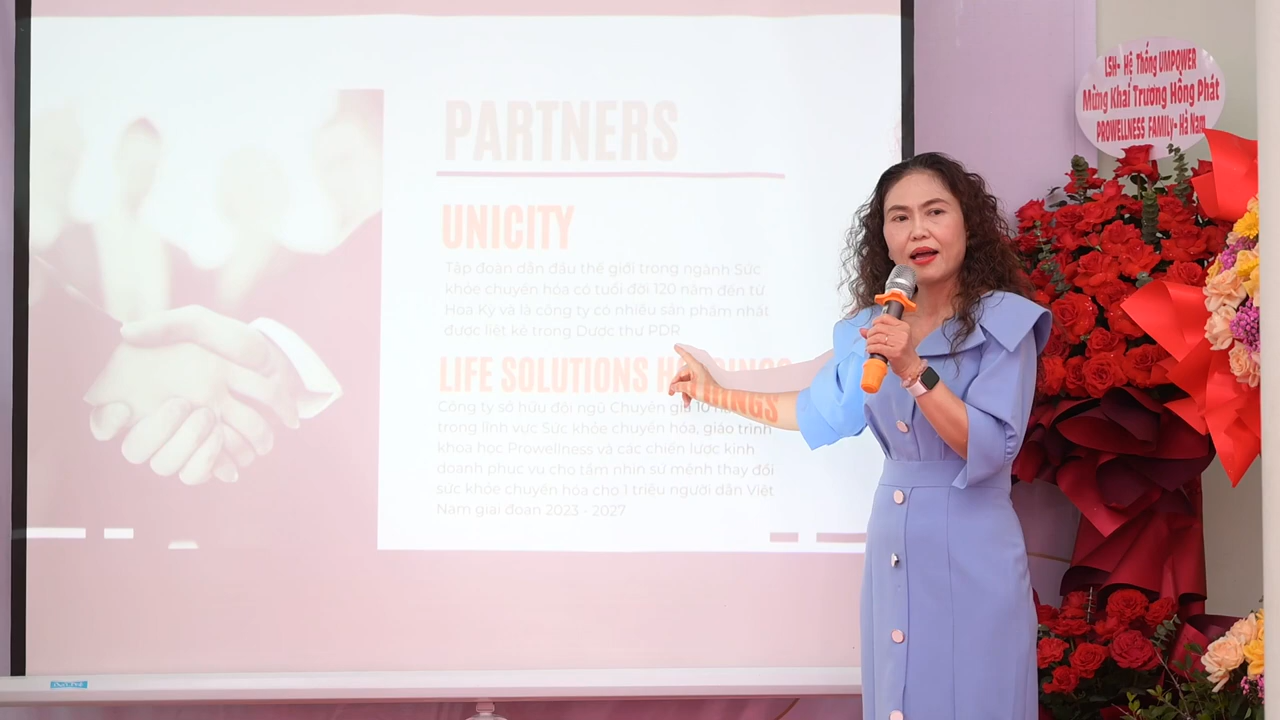 PARTNERS
UNICITY
Tập đoàn dẫn đầu thế giới trong ngành Sức
khỏe chuyển hóa có tuổi đời 120 năm đến từ
Hoa Kỳ và là công ty có nhiều sản phẩm nhất
được liệt kê trong Dược thư PDR
LIFE SOLUTIONS HOLDINGS
Công ty sở hữu đội ngũ Chuyên gia 10
trong lĩnh vực Sức khỏe chuyển hóa, giáo trình
khoa học Prowellness và các chiến lược kinh
doanh phục vụ cho tầm nhìn sứ mệnh thay đổi
sức khỏe chuyển hóa cho 1 triệu người dân Việt
Nam giai đoạn 2023 - 2027
LSH- Hệ Thống UMPOWER
Mừng Khai Trương Hồng Phát
PROWELLNESS FAMILY- Hà Nam